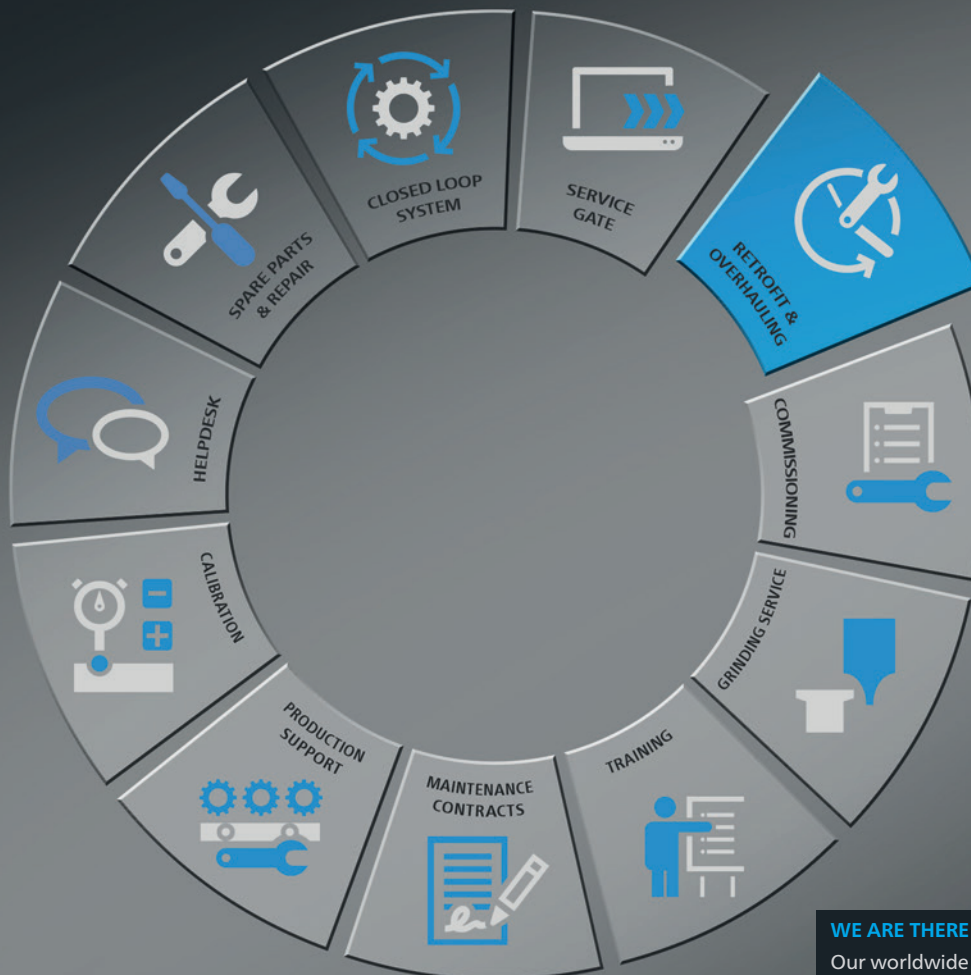 CLOSED LOOP
SYSTEM
SERVICE
GATE
RETROFIT &
OVERHAULING
COMMISSIONING
GRINDING SERVICE
TRAINING
MAINTENANCE
CONTRACTS
PRODUCTION
SUPPORT
CALIBRATION
HELPDESK
SPARE PARTS
& REPAIR
WE ARE THERE
Our worldwide